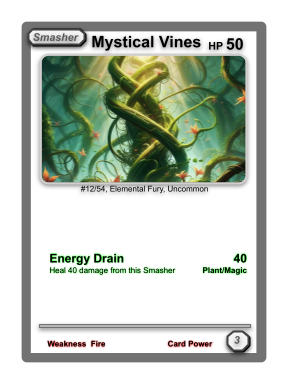 Smasher Mystical Vines HP 50
#12/54, Elemental Fury, Uncommon
Energy Drain 40
Heal 40 damage from this Smasher Plant/Magic
Weakness Fire Card Power 3